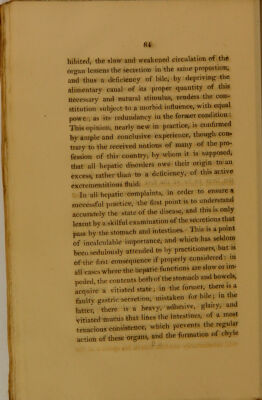 84
hibited, the slow and weakened circulation of the
organ lessens the secretion in the same proportion,
and thus a deficiency of bile, by depriving the
alimentary canal of its proper quantity of this
necessary and natural stimulus, renders the con-
stitution subject to a morbid influence, with equal
power, as its redundancy in the former condition.
This opinion, nearly new in practice, is confirmed
by ample and conclusive experience, though con-
trary to the received notions of many of the pro-
fession of this country, by whom it is supposed,
that all hepatic disorders owe their origin to an
excess, rather than to a deficiency, of this active
excrementitious fluid.
In all hepatic complaints, in order to ensure a
successful practice, the first point is to understand
accurately the state of the disease, and this is only
learnt by a skilful examination of the secretions that
pass by the stomach and intestines. This is a point
of incalculable importance, and which has seldom
been seduiously attended to by practitioners, but is
of the first consequence if properly considered: in
all cases where the hepatic functions are slow or im-
peded, the contents both of the stomach and bowels,
acquire a vitiated state; in the former, there is a
faulty gastric secretion, mistaken for bile; in the
latter, there is a heavy, adhesive, glairy, and
vitiated mucus that lines the intestines, of a most
tenacious consistence, which prevents the regular
action of these organs, and the formation of chyle